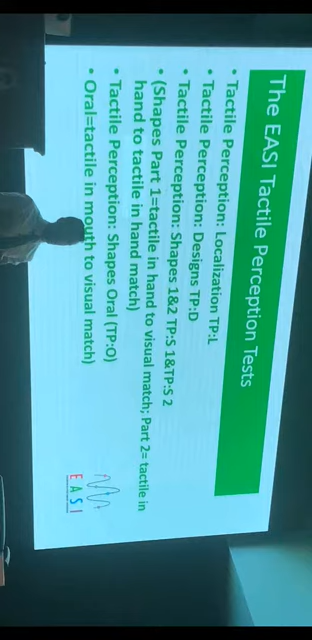 The EASI Tactile Perception Tests
• Tactile Perception: Localization TP:L
• Tactile Perception: Designs TP:D
• Tactile Perception: Shapes 1&2 TP:S 1&TP:S 2
• (Shapes Part 1=tactile in hand to visual match; Part 2= tactile in
hand to tactile in hand match)
• Tactile Perception: Shapes Oral (TP:O)
• Oral=tactile in mouth to visual match)
EASI